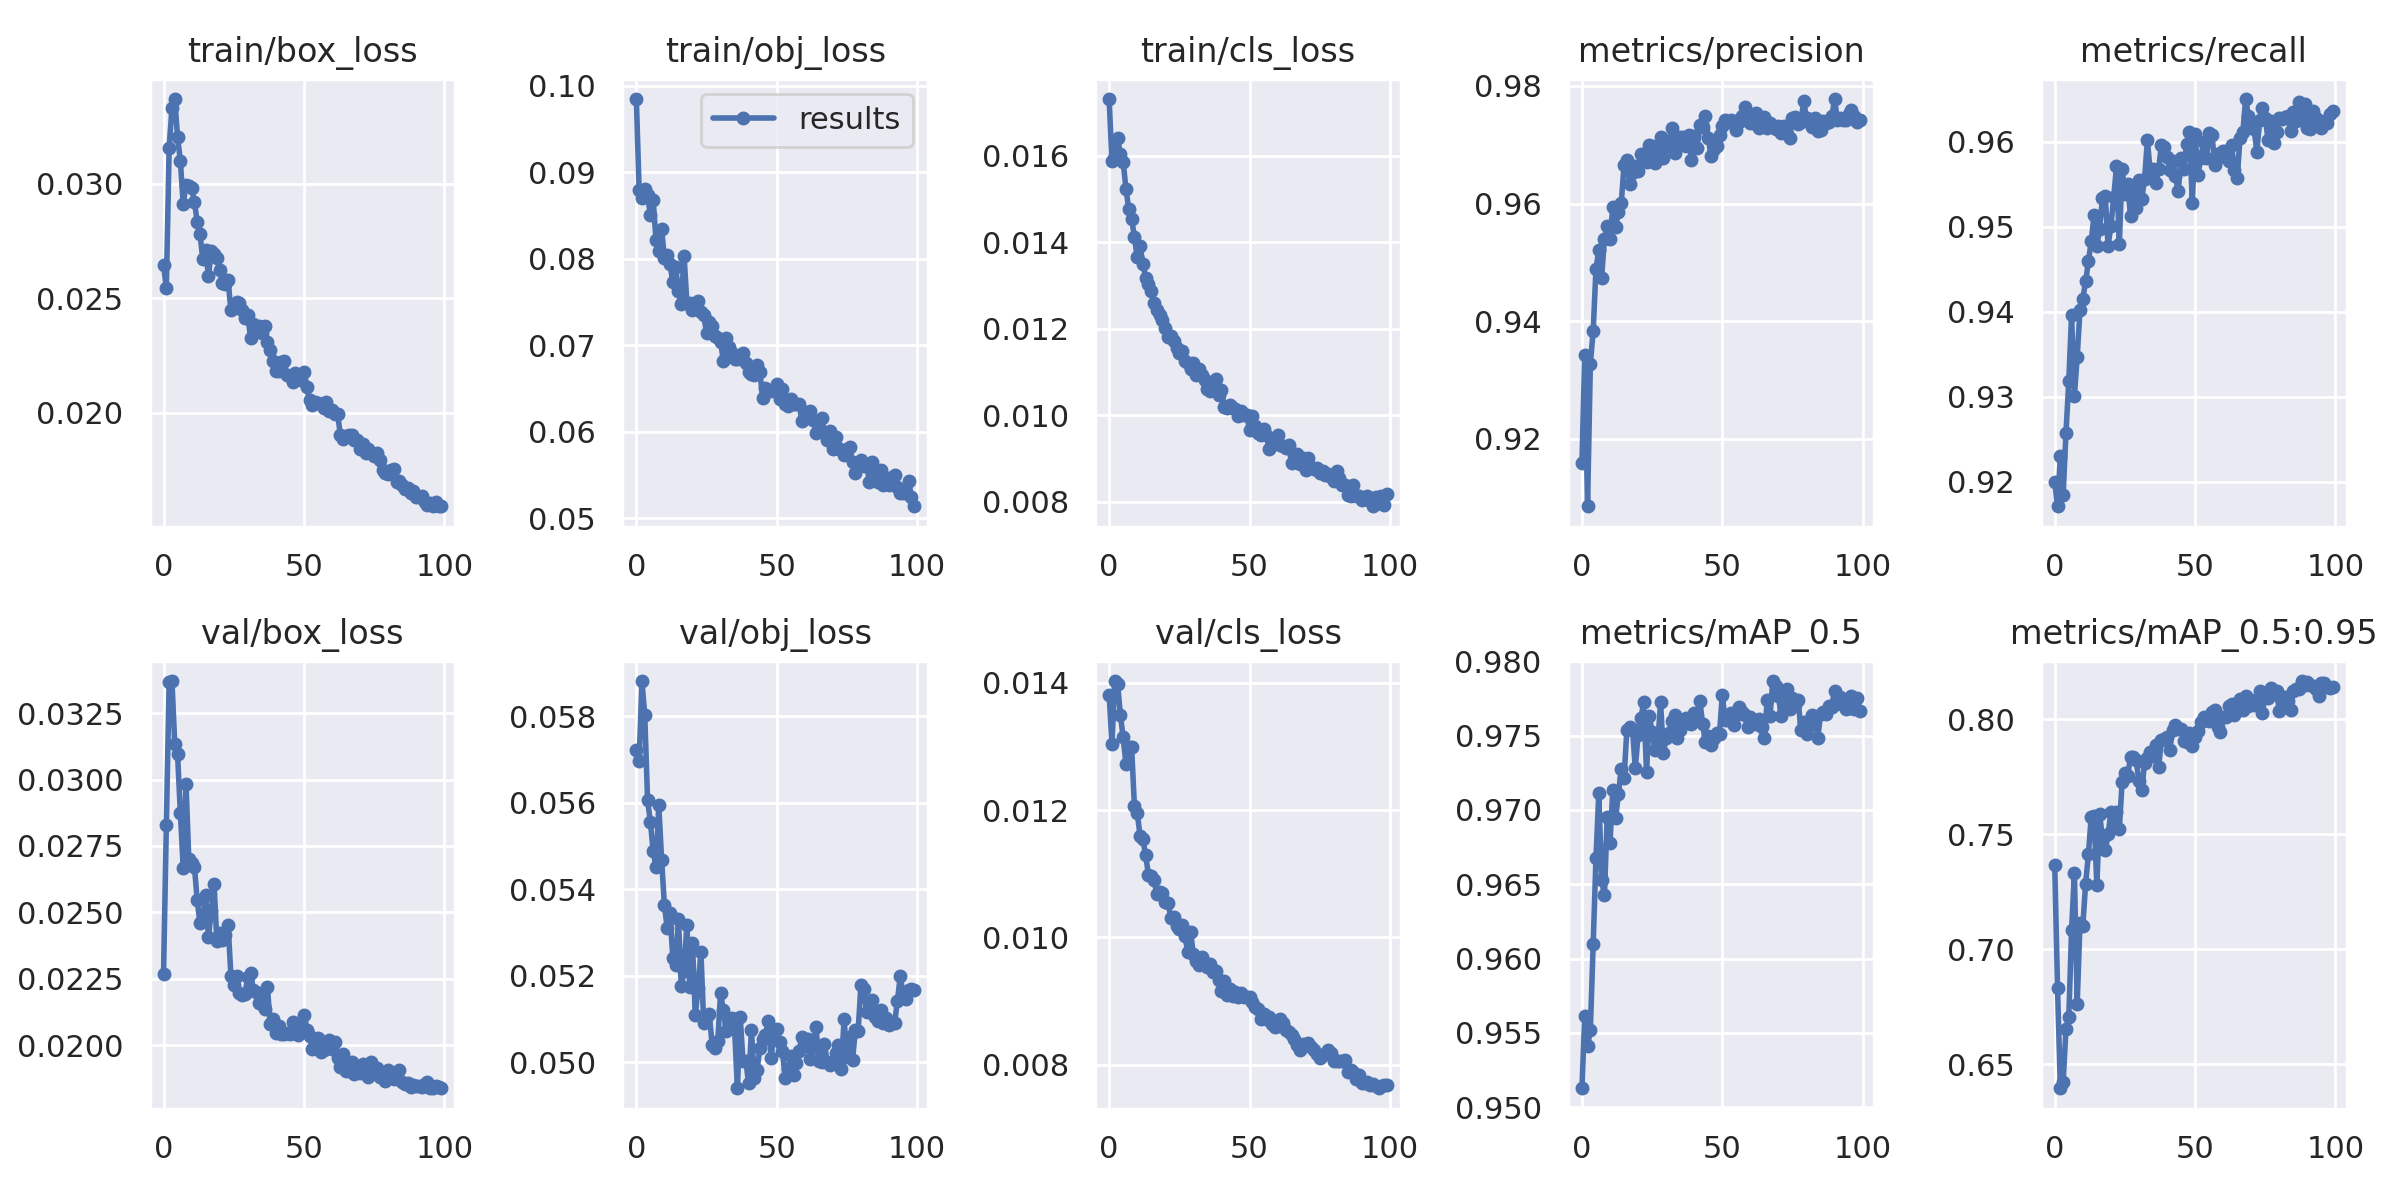 train/box_loss
0.030
0.025
0.020
0 50 100
train/obj_loss
results
0.10
0.09
0.08
0.07
0.06
0.05
0 50 100
train/cls_loss
0.016
0.014
0.012
0.010
0.008
0 50 100
metrics/precision
0.98
0.96
0.94
0.92
0 50 100
metrics/recall
0.96
0.95
0.94
0.93
0.92
0 50 100
val/box_loss
0.0325
0.0300
0.0275
0.0250
0.0225
0.0200
0 50 100
val/obj_loss
0.058
0.056
0.054
0.052
0.050
0 50 100
val/cls_loss
0.014
0.012
0.010
0.008
0 50 100
metrics/mAP_0.5
0.980
0.975
0.970
0.965
0.960
0.955
0.950
0 50 100
metrics/mAP_0.5:0.95
0.80
0.75
0.70
0.65
0 50 100